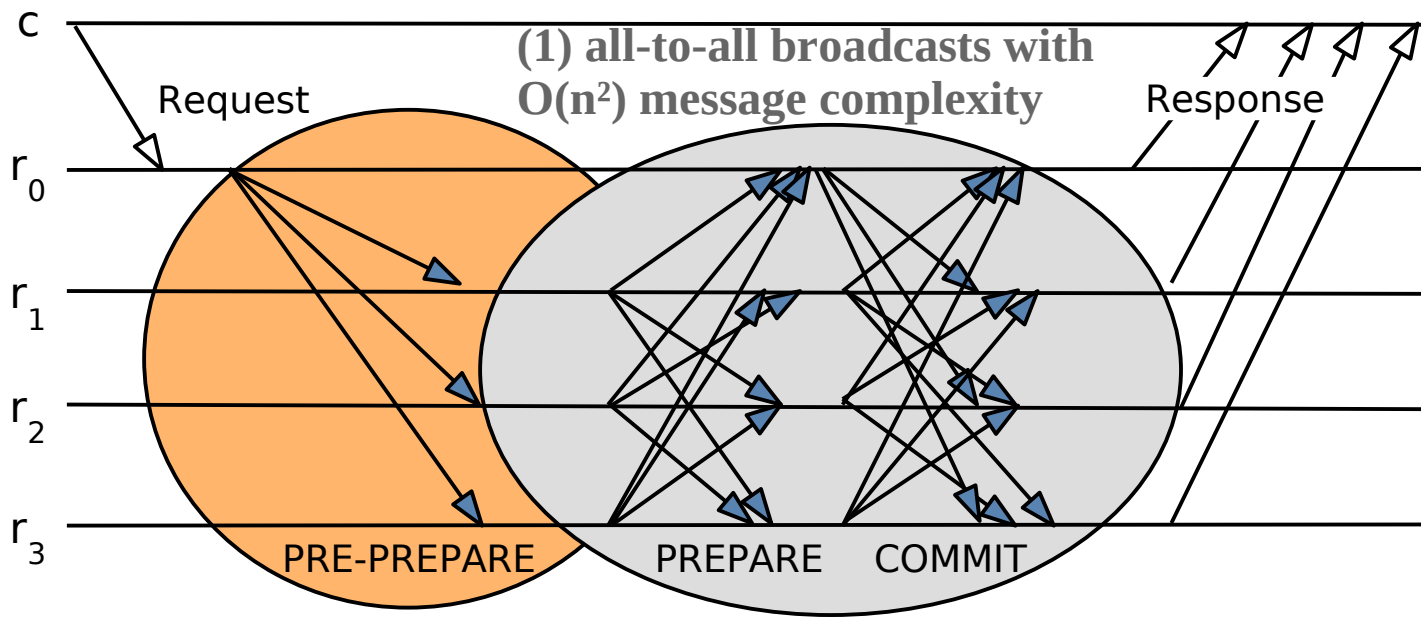 c
(1) all-to-all broadcasts with
O(n²) message complexity
Request
Response
r0
r1
r2
r3
PRE-PREPARE
PREPARE
COMMIT